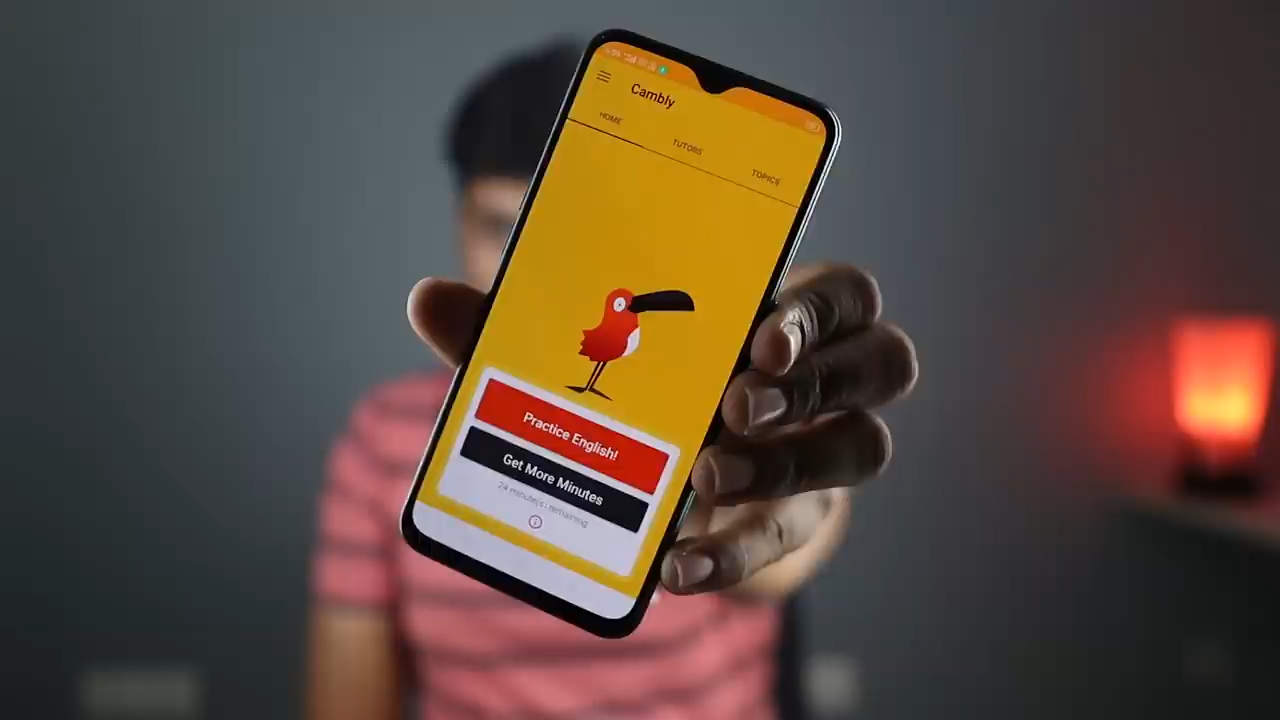 Cambly
HOME
TUTORS
TOPICS
Practice English!
Get More Minutes
24 minute(s) remaining